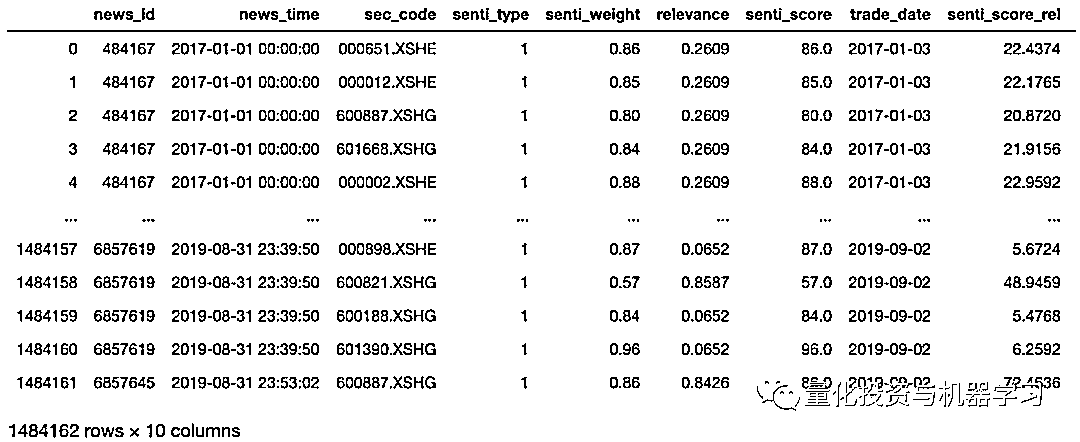 news_id news_time sec_code senti_type senti_weight relevance senti_score trade_date senti_score_rel
0 484167 2017-01-01 00:00:00 000651.XSHE 1 0.86 0.2609 86.0 2017-01-03 22.4374
1 484167 2017-01-01 00:00:00 000012.XSHE 1 0.85 0.2609 85.0 2017-01-03 22.1765
2 484167 2017-01-01 00:00:00 600887.XSHG 1 0.80 0.2609 80.0 2017-01-03 20.8720
3 484167 2017-01-01 00:00:00 601668.XSHG 1 0.84 0.2609 84.0 2017-01-03 21.9156
4 484167 2017-01-01 00:00:00 000002.XSHE 1 0.88 0.2609 88.0 2017-01-03 22.9592
... ... ... ... ... ... ... ... ... ...
1484157 6857619 2019-08-31 23:39:50 000898.XSHE 1 0.87 0.0652 87.0 2019-09-02 5.6724
1484158 6857619 2019-08-31 23:39:50 600821.XSHG 1 0.57 0.8587 57.0 2019-09-02 48.9459
1484159 6857619 2019-08-31 23:39:50 600188.XSHG 1 0.84 0.0652 84.0 2019-09-02 5.4768
1484160 6857619 2019-08-31 23:39:50 601390.XSHG 1 0.96 0.0652 96.0 2019-09-02 6.2592
1484161 6857645 2019-08-31 23:53:02 600887.XSHG 1 0.86 0.8426 2019-09-02 72.4636
量化投资与机器学习
1484162 rows × 10 columns